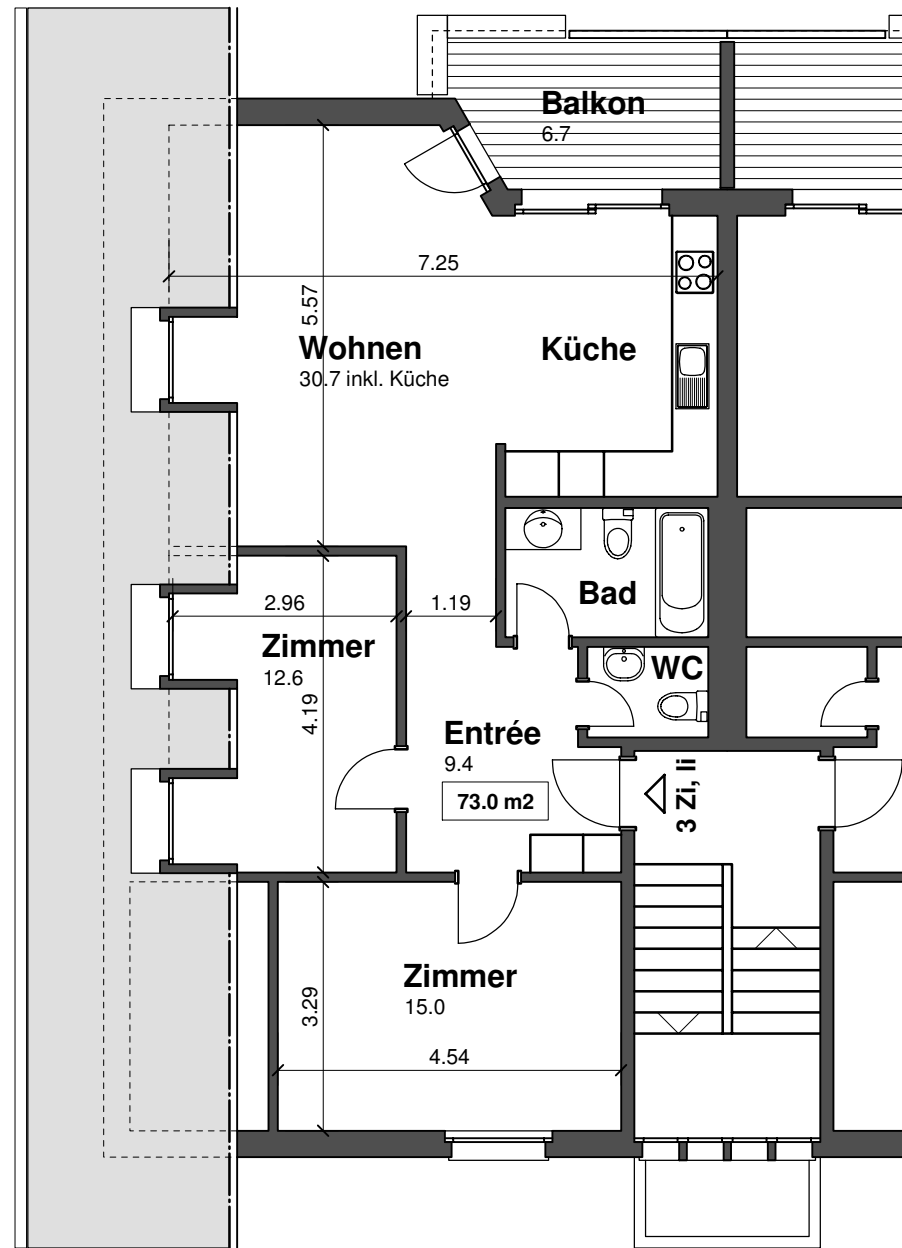 Balkon
6.7
7.25
5.57
Wohnen
30.7 inkl. Küche
Küche
2.96
1.19
Bad
Zimmer
12.6
4.19
WC
Entrée
9.4
73.0 m2
3 Zi, li
Zimmer
15.0
3.29
4.54